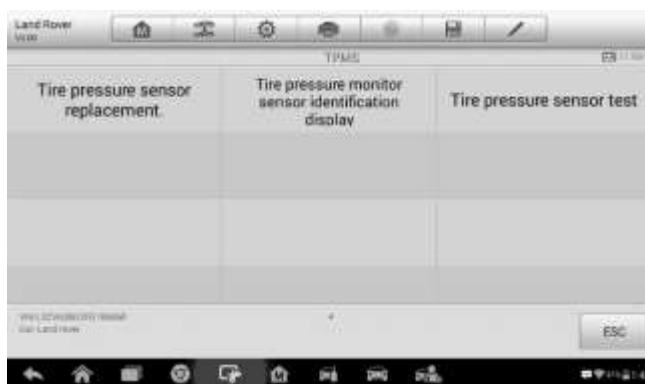 Land Rover
TPMS
Tire pressure sensor
replacement
Tire pressure monitor
sensor identification
display
Tire pressure sensor test
ESC